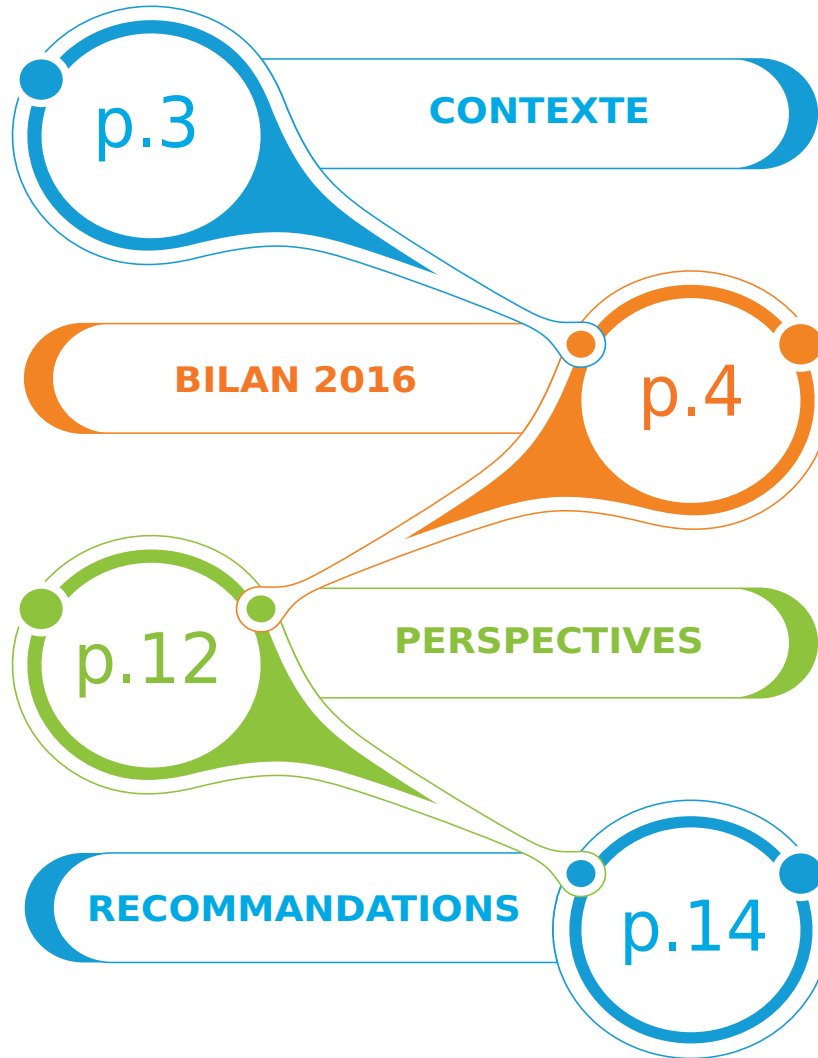 p.3
CONTEXTE
BILAN 2016
p.4
p.12
PERSPECTIVES
RECOMMANDATIONS
p.14